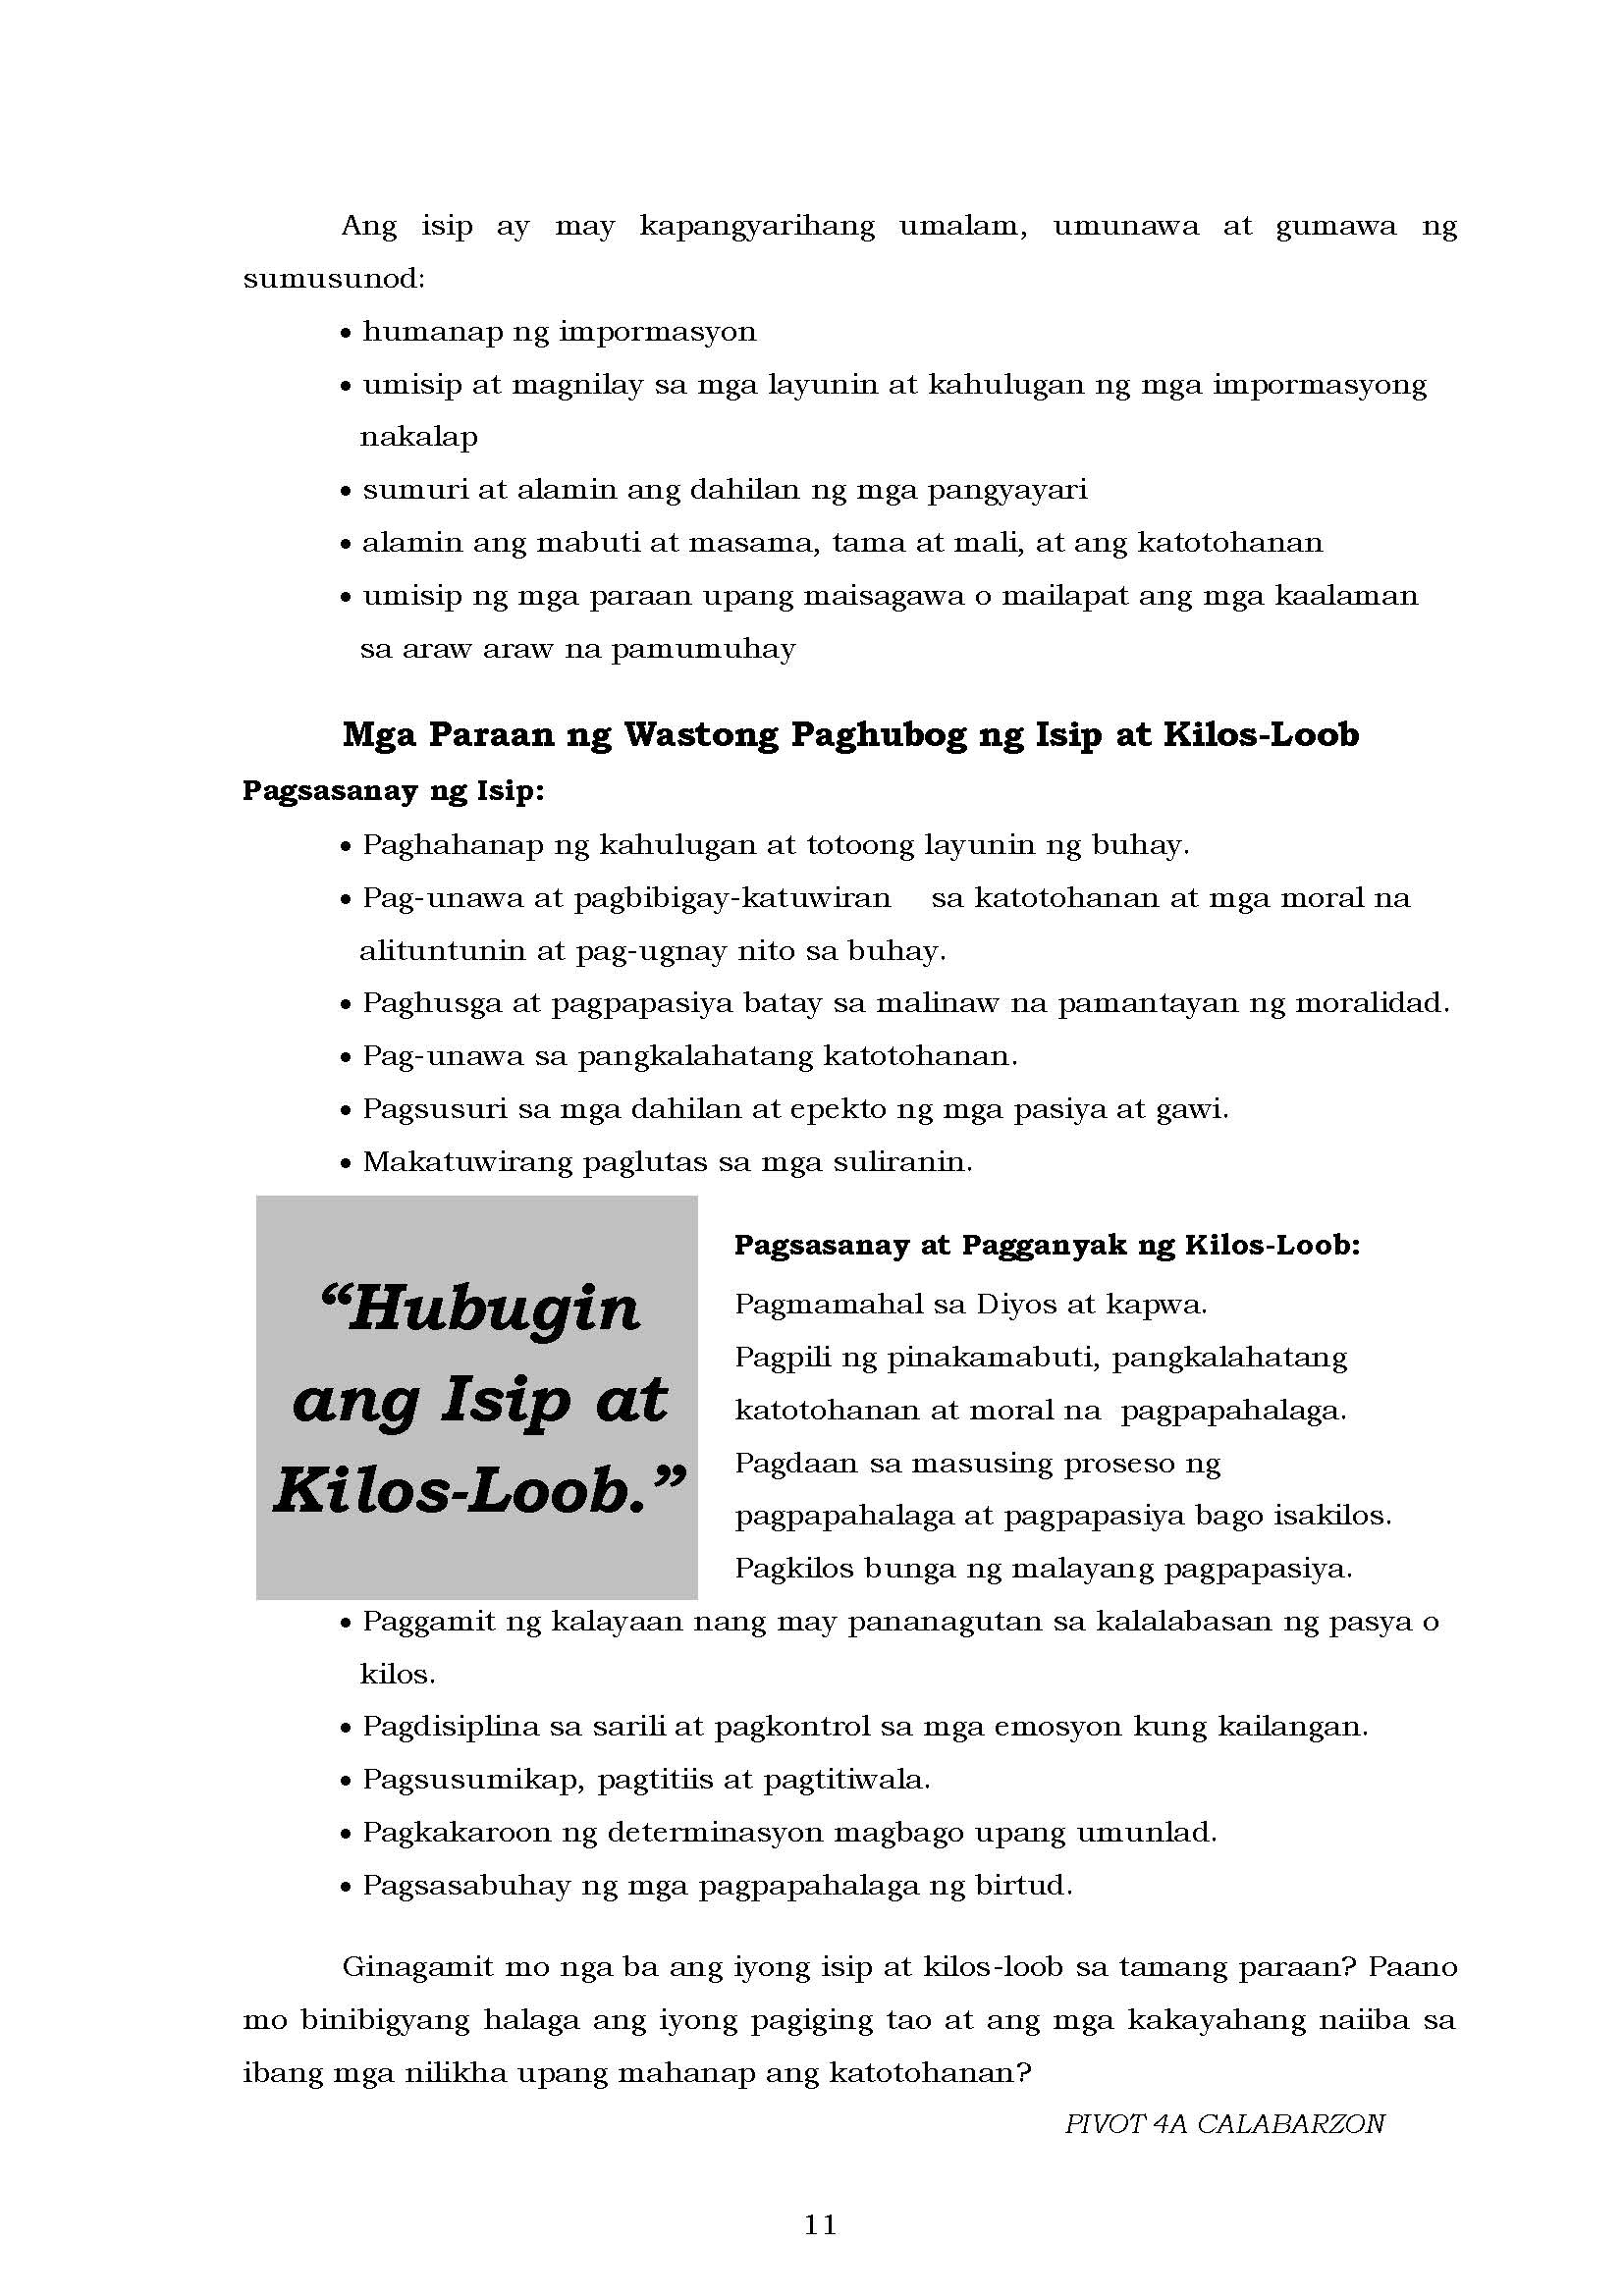 Ang isip ay may kapangyarihang umalam, umunawa at gumawa ng
sumusunod:
• humanap ng impormasyon
• umisip at magnilay sa mga layunin at kahulugan ng mga impormasyong
nakalap
• sumuri at alamin ang dahilan ng mga pangyayari
• alamin ang mabuti at masama, tama at mali, at ang katotohanan
• umisip ng mga paraan upang maisagawa o mailapat ang mga kaalaman
sa araw araw na pamumuhay
Mga Paraan ng Wastong Paghubog ng Isip at Kilos-Loob
Pagsasanay ng Isip:
• Paghahanap ng kahulugan at totoong layunin ng buhay.
• Pag-unawa at pagbibigay-katuwiran sa katotohanan at mga moral na
alituntunin at pag-ugnay nito sa buhay.
• Paghusga at pagpapasiya batay sa malinaw na pamantayan ng moralidad.
• Pag-unawa sa pangkalahatang katotohanan.
• Pagsusuri sa mga dahilan at epekto ng mga pasiya at gawi.
• Makatuwirang paglutas sa mga suliranin.
“Hubugin
ang Isip at
Kilos-Loob.”
Pagsasanay at Pagganyak ng Kilos-Loob:
Pagmamahal sa Diyos at kapwa.
Pagpili ng pinakamabuti, pangkalahatang
katotohanan at moral na pagpapahalaga.
Pagdaan sa masusing proseso ng
pagpapahalaga at pagpapasiya bago isakilos.
Pagkilos bunga ng malayang pagpapasiya.
• Paggamit ng kalayaan nang may pananagutan sa kalalabasan ng pasya o
kilos.
• Pagdisiplina sa sarili at pagkontrol sa mga emosyon kung kailangan.
• Pagsusumikap, pagtitiis at pagtitiwala.
• Pagkakaroon ng determinasyon magbago upang umunlad.
• Pagsasabuhay ng mga pagpapahalaga ng birtud.
Ginagamit mo nga ba ang iyong isip at kilos-loob sa tamang paraan? Paano
mo binibigyang halaga ang iyong pagiging tao at ang mga kakayahang naiiba sa
ibang mga nilikha upang mahanap ang katotohanan?
PIVOT 4A CALABARZON
11